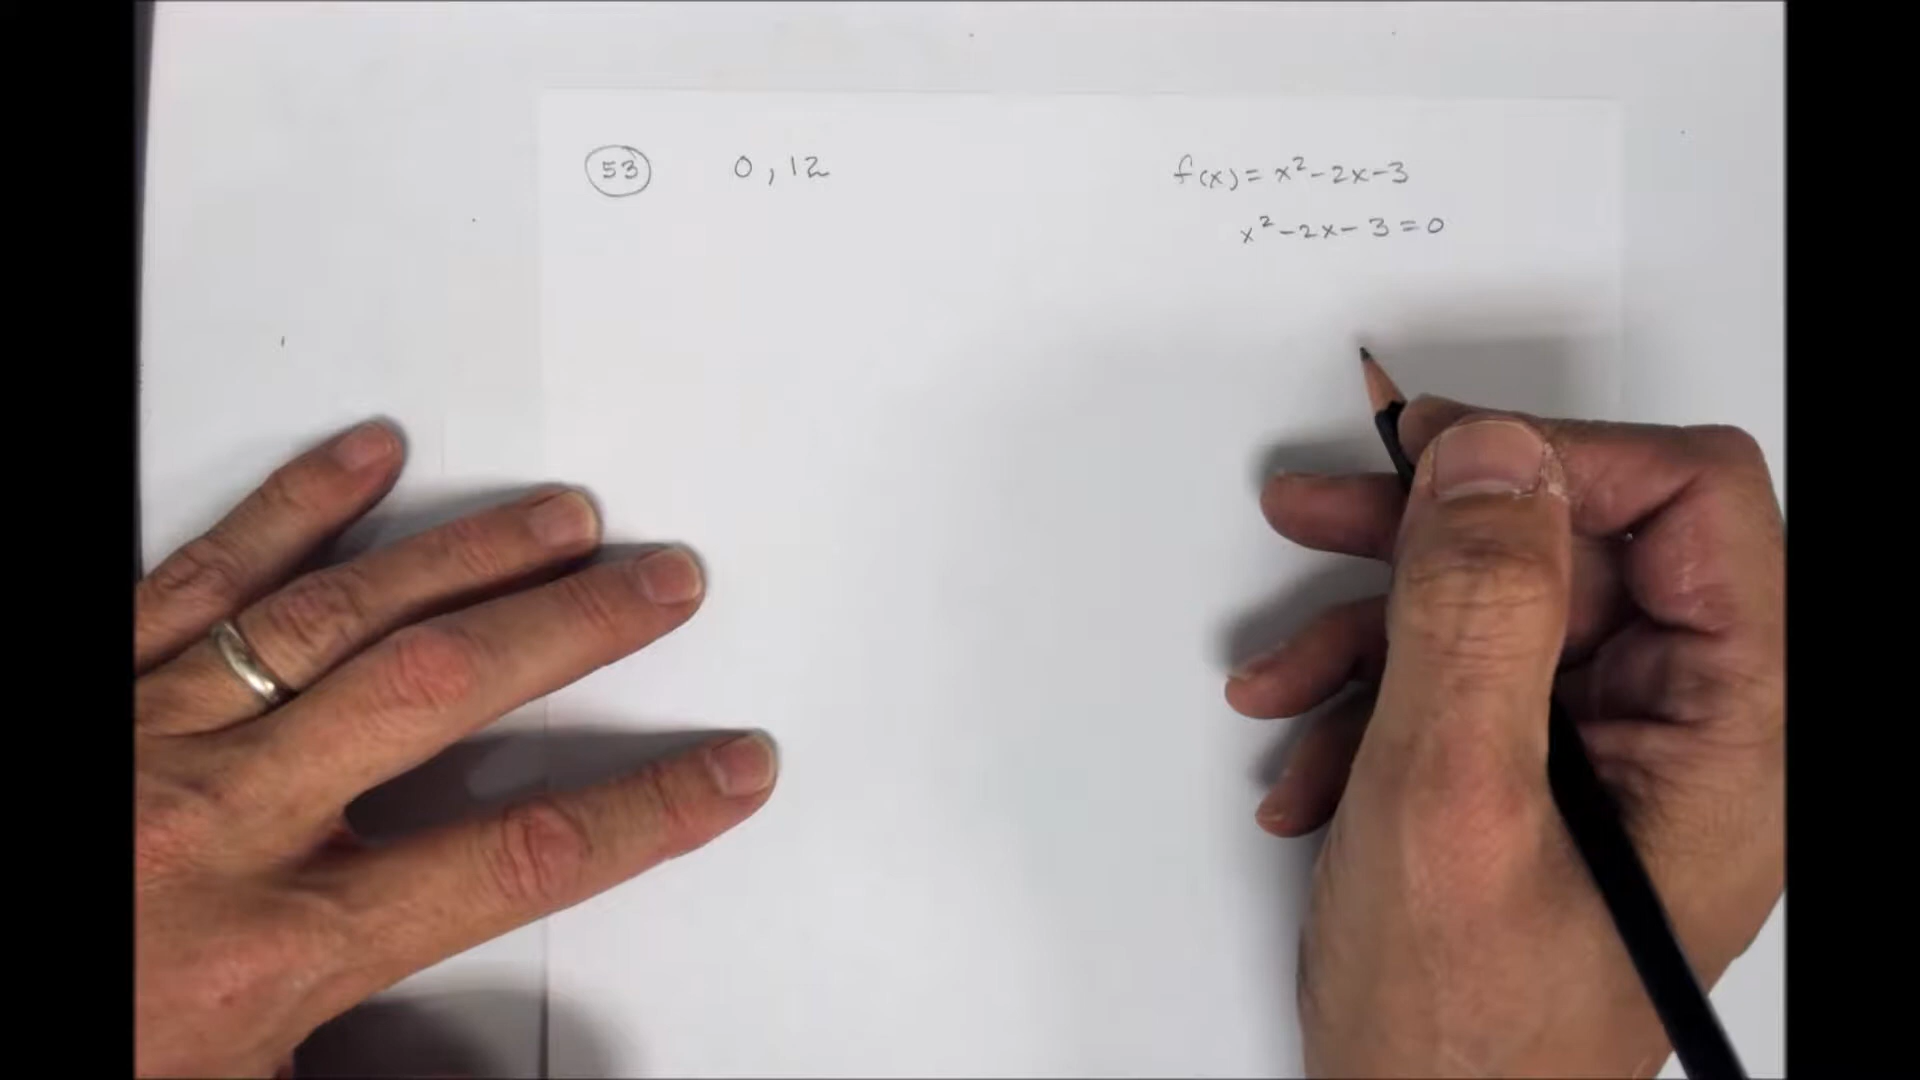 53 0, 12
f(x) = x² - 2x - 3
x² - 2x - 3 = 0